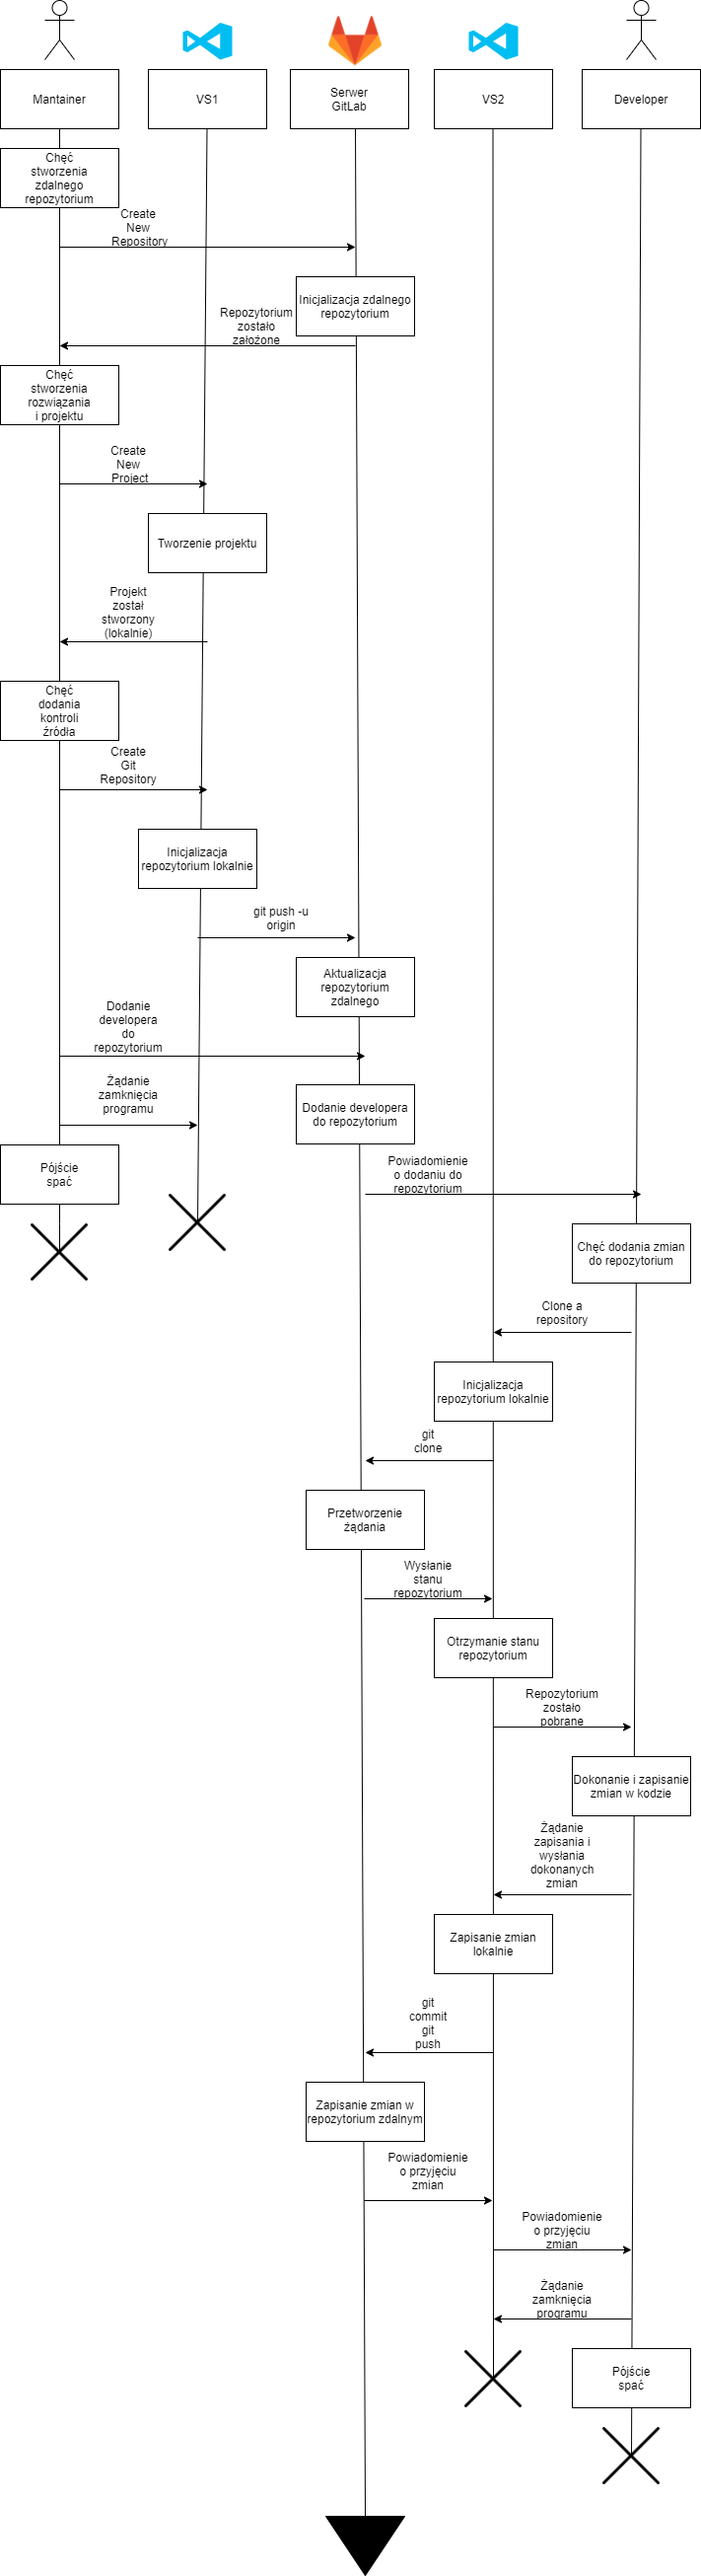 Mantainer
VS1
Serwer
GitLab
VS2
Developer
Chęć
stworzenia
zdalnego
repozytorium
Create
New
Repository
Inicjalizacja zdalnego
repozytorium
Repozytorium
zostało
założone
Chęć
stworzenia
rozwiązania
i projektu
Create
New
Project
Tworzenie projektu
Projekt
został
stworzony
(lokalnie)
Chęć
dodania
kontroli
źródła
Create
Git
Repository
Inicjalizacja
repozytorium lokalnie
git push -u
origin
Aktualizacja
repozytorium
zdalnego
Dodanie
developera
do
repozytorium
Żądanie
zamknięcia
programu
Dodanie developera
do repozytorium
Pójście
spać
Powiadomienie
o dodaniu do
repozytorium
Chęć dodania zmian
do repozytorium
Clone a
repository
Inicjalizacja
repozytorium lokalnie
git
clone
Przetworzenie
żądania
Wysłanie
stanu
repozytorium
Otrzymanie stanu
repozytorium
Repozytorium
zostało
pobrane
Dokonanie i zapisanie
zmian w kodzie
Żądanie
zapisania i
wysłania
dokonanych
zmian
Zapisanie zmian
lokalnie
git
commit
git
push
Zapisanie zmian w
repozytorium zdalnym
Powiadomienie
o przyjęciu
zmian
Powiadomienie
o przyjęciu
zmian
Żądanie
zamknięcia
programu
Pójście
spać